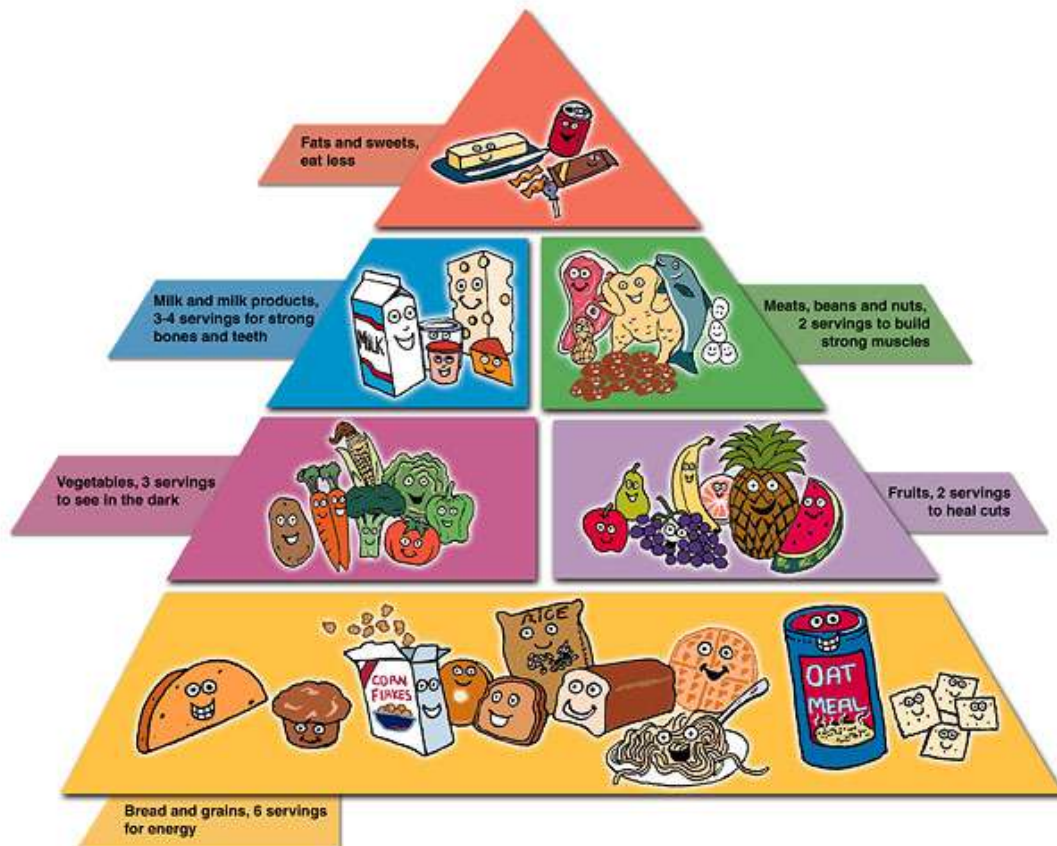 Fats and sweets,
eat less
Milk and milk products,
3-4 servings for strong
bones and teeth
MILK
Meats, beans and nuts,
2 servings to build
strong muscles
Vegetables, 3 servings
to see in the dark
Fruits, 2 servings
to heal cuts
RICE
CORN
FLAKES
OAT
MEAL
Bread and grains, 6 servings
for energy